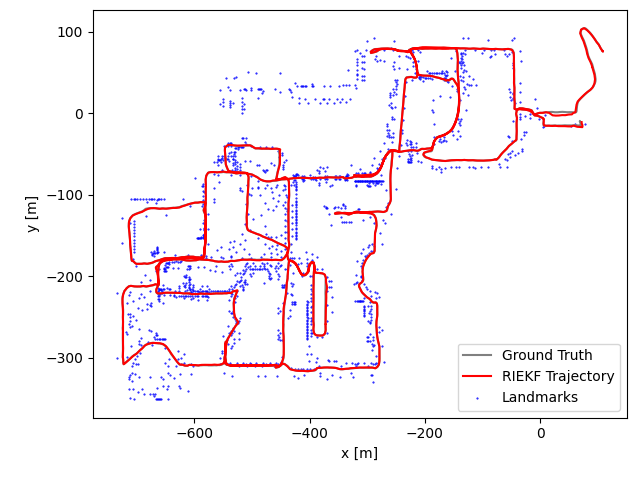 100
0
−100
−200
−300
y [m]
−600
−400
−200
0
x [m]
Ground Truth
RIEKF Trajectory
Landmarks